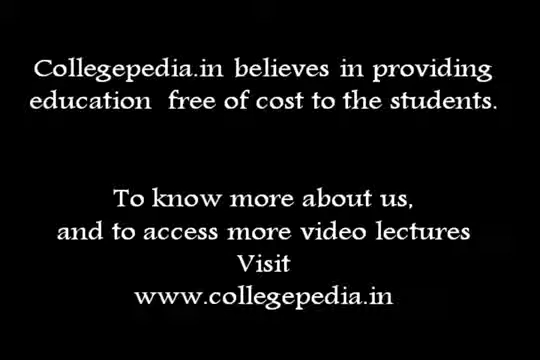 Collegepedia.in believes in providing
education free of cost to the students.
To know more about us,
and to access more video lectures
Visit
www.collegepedia.in